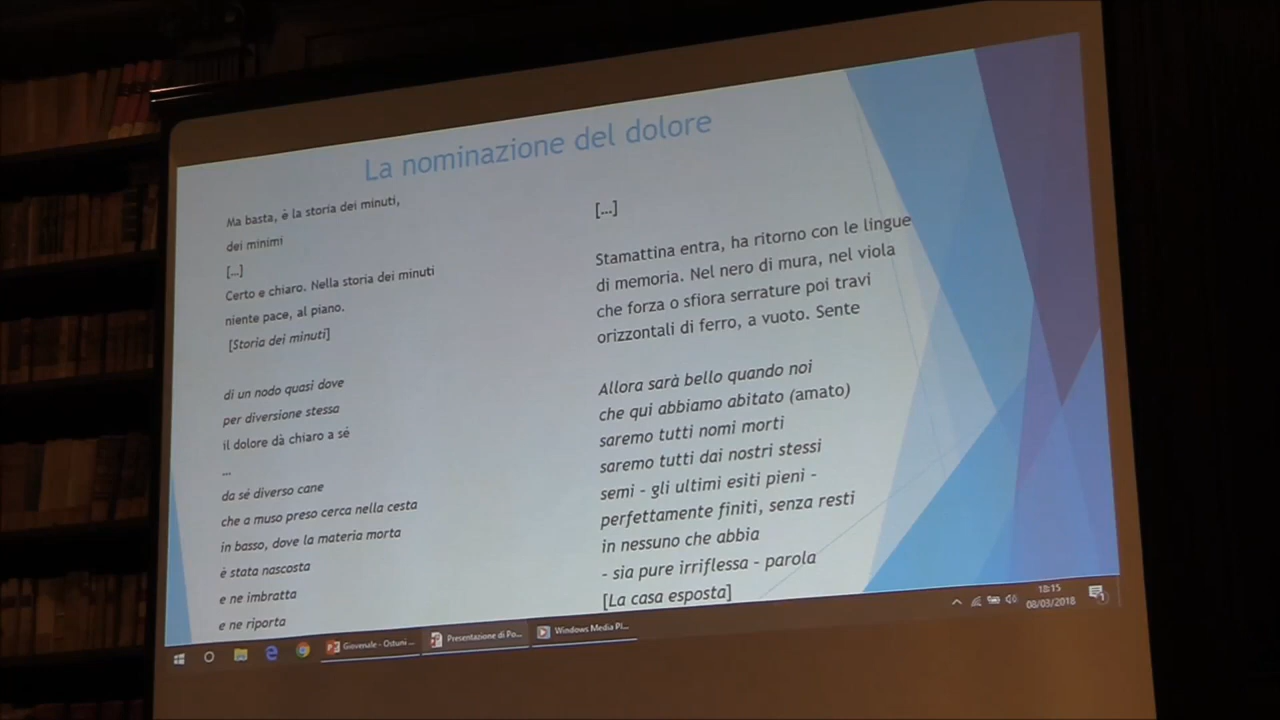 La nominazione del dolore
Ma basta, è la storia dei minuti,
dei minimi
[...]
Certo e chiaro. Nella storia dei minuti
niente pace, al piano.
[Storia dei minuti]
di un nodo quasi dove
per diversione stessa
il dolore dà chiaro a sé
...
da sé diverso cane
che a muso preso cerca nella cesta
in basso, dove la materia morta
è stata nascosta
e ne imbratta
e ne riporta
[...]
Stamattina entra, ha ritorno con le lingue
di memoria. Nel nero di mura, nel viola
che forza o sfiora serrature poi travi
orizzontali di ferro, a vuoto. Sente
Allora sarà bello quando noi
che qui abbiamo abitato (amato)
saremo tutti nomi morti
saremo tutti dai nostri stessi
semi - gli ultimi esiti pieni -
perfettamente finiti, senza resti
in nessuno che abbia
- sia pure irriflessa - parola
[La casa esposta]
Giovenale - Ostuni ...
Presentazione di Po...
Windows Media Pl...
18:15
08/03/2018
1